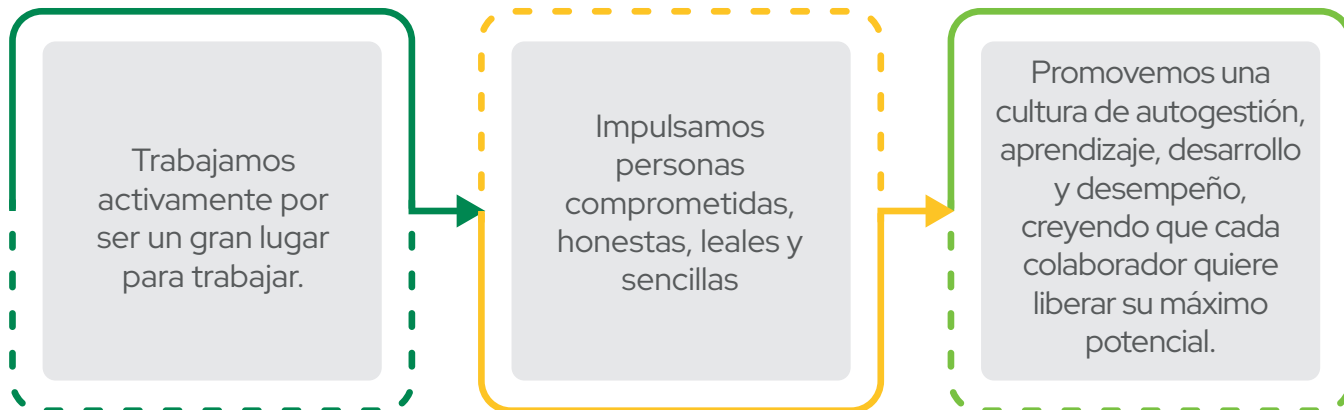 Trabajamos
activamente por
ser un gran lugar
para trabajar.
Impulsamos
personas
comprometidas,
honestas, leales y
sencillas
Promovemos una
cultura de autogestión,
aprendizaje, desarrollo
y desempeño,
creyendo que cada
colaborador quiere
liberar su máximo
potencial.